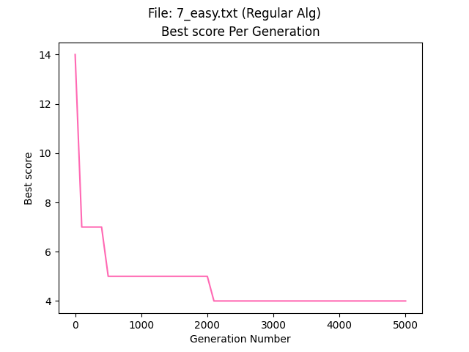 File: 7_easy.txt (Regular Alg)
Best score Per Generation
14
12
10
8
6
4
Best score
0 1000 2000 3000 4000 5000
Generation Number